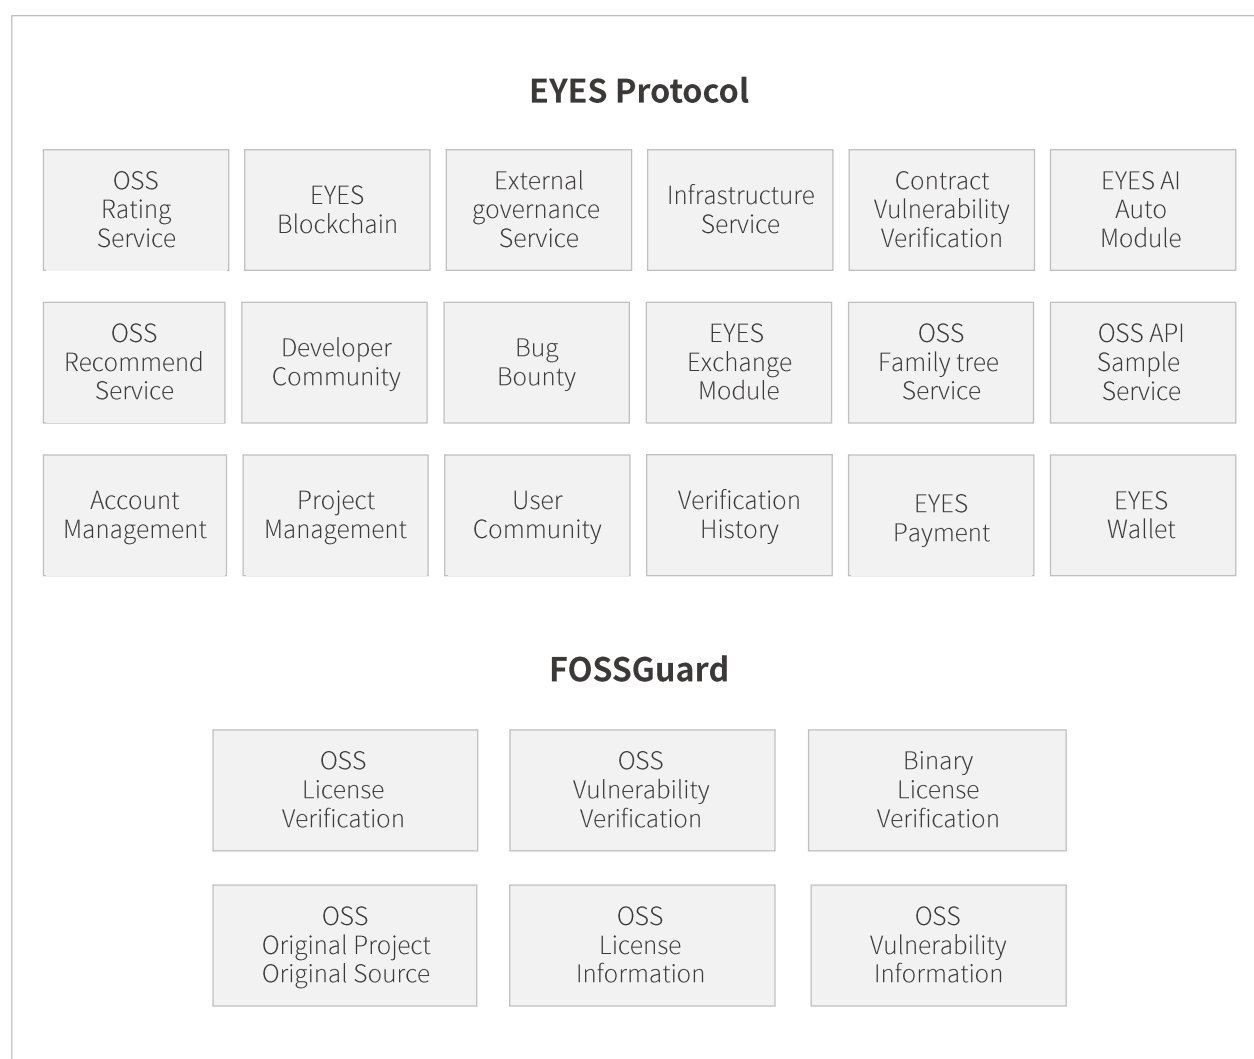 EYES Protocol
OSS
Rating
Service
EYES
Blockchain
External
governance
Service
Infrastructure
Service
Contract
Vulnerability
Verification
EYES AI
Auto
Module
OSS
Recommend
Service
Developer
Community
Bug
Bounty
EYES
Exchange
Module
OSS
Family tree
Service
OSS API
Sample
Service
Account
Management
Project
Management
User
Community
Verification
History
EYES
Payment
EYES
Wallet
FOSSGuard
OSS
License
Verification
OSS
Vulnerability
Verification
Binary
License
Verification
OSS
Original Project
Original Source
OSS
License
Information
OSS
Vulnerability
Information